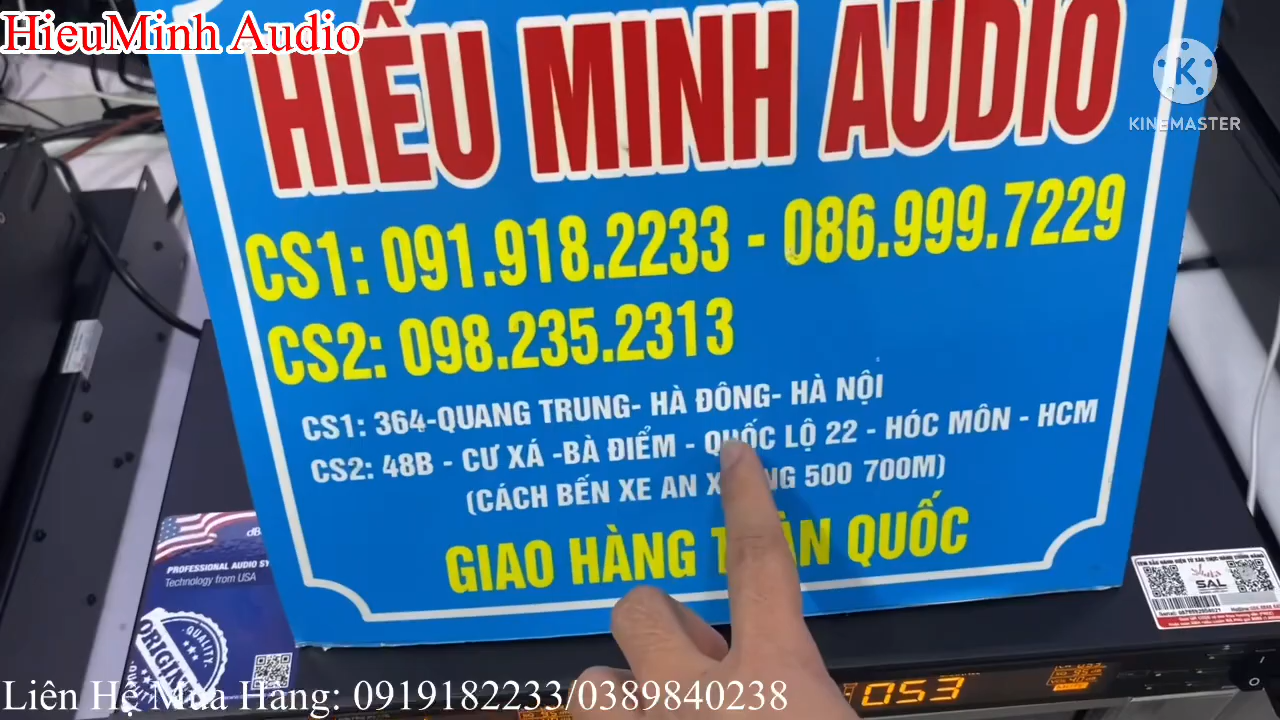 HieuMinh Audio
HIẾU MINH AUDIO
KINEMASTER
CS1: 091.918.2233 - 086.999.7229
CS2: 098.235.2313
CS1: 364-QUANG TRUNG- HÀ ĐÔNG- HÀ NỘI
CS2: 48B - CƯ XÁ -BÀ ĐIỂM - QUỐC LỘ 22 - HÓC MÔN - HCM
(CÁCH BẾN XE AN 500 700M)
GIAO HÀNG QUỐC
PROFESSIONAL AUDIO
Technology from USA
QUALITY
SAL
053
Liên Hệ Mua Hàng: 0919182233/0389840238